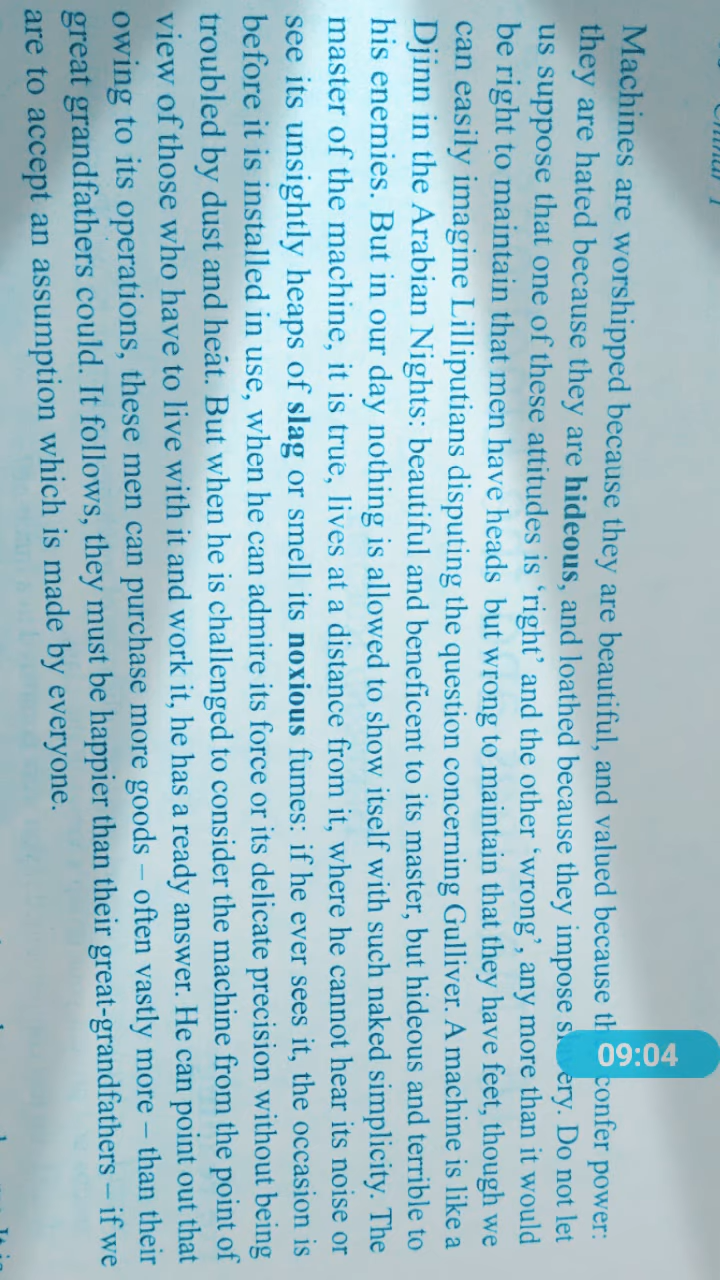 Machines are worshipped because they are beautiful, and valued because th confer power:
they are hated because they are hideous, and loathed because they impose s ery. Do not let
us suppose that one of these attitudes is ‘right’ and the other ‘wrong’, any more than it would
be right to maintain that men have heads but wrong to maintain that they have feet, though we
can easily imagine Lilliputians disputing the question concerning Gulliver. A machine is like a
Djinn in the Arabian Nights: beautiful and beneficent to its master, but hideous and terrible to
his enemies. But in our day nothing is allowed to show itself with such naked simplicity. The
master of the machine, it is true, lives at a distance from it, where he cannot hear its noise or
see its unsightly heaps of slag or smell its noxious fumes: if he ever sees it, the occasion is
before it is installed in use, when he can admire its force or its delicate precision without being
troubled by dust and heat. But when he is challenged to consider the machine from the point of
view of those who have to live with it and work it, he has a ready answer. He can point out that
owing to its operations, these men can purchase more goods – often vastly more – than their
great grandfathers could. It follows, they must be happier than their great-grandfathers – if we
are to accept an assumption which is made by everyone.
09:04